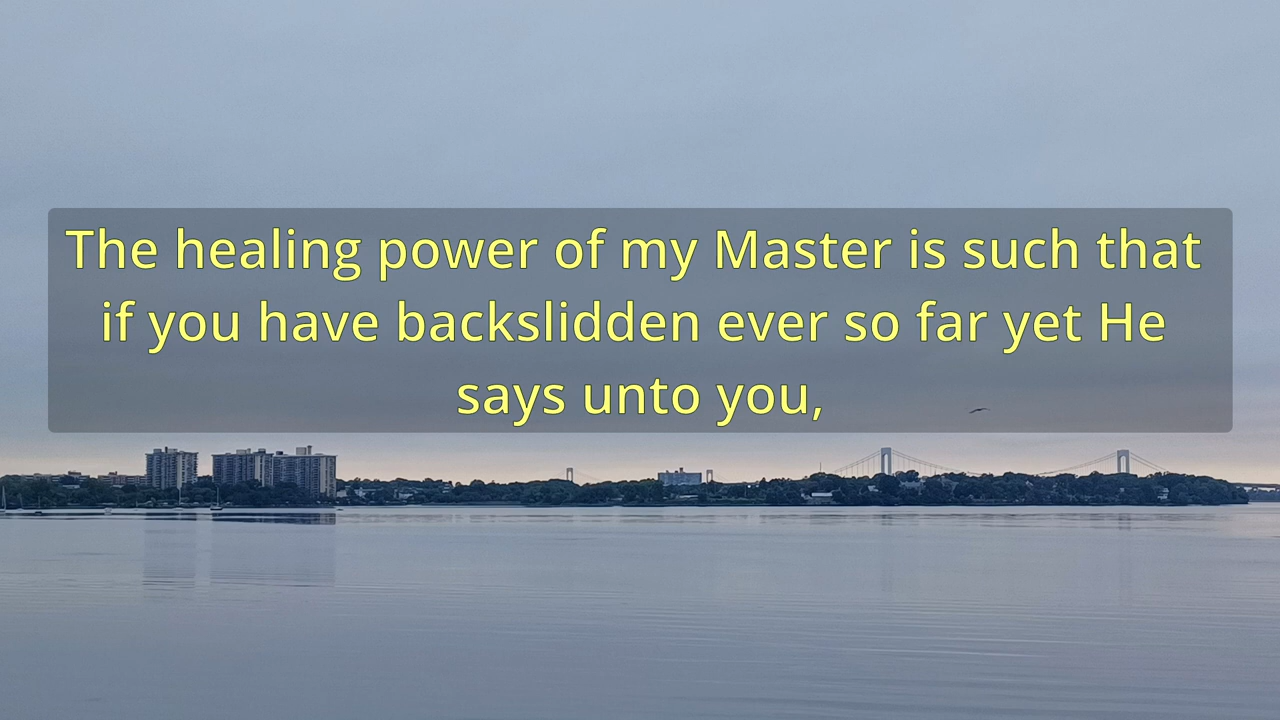 The healing power of my Master is such that
if you have backslidden ever so far yet He
says unto you,